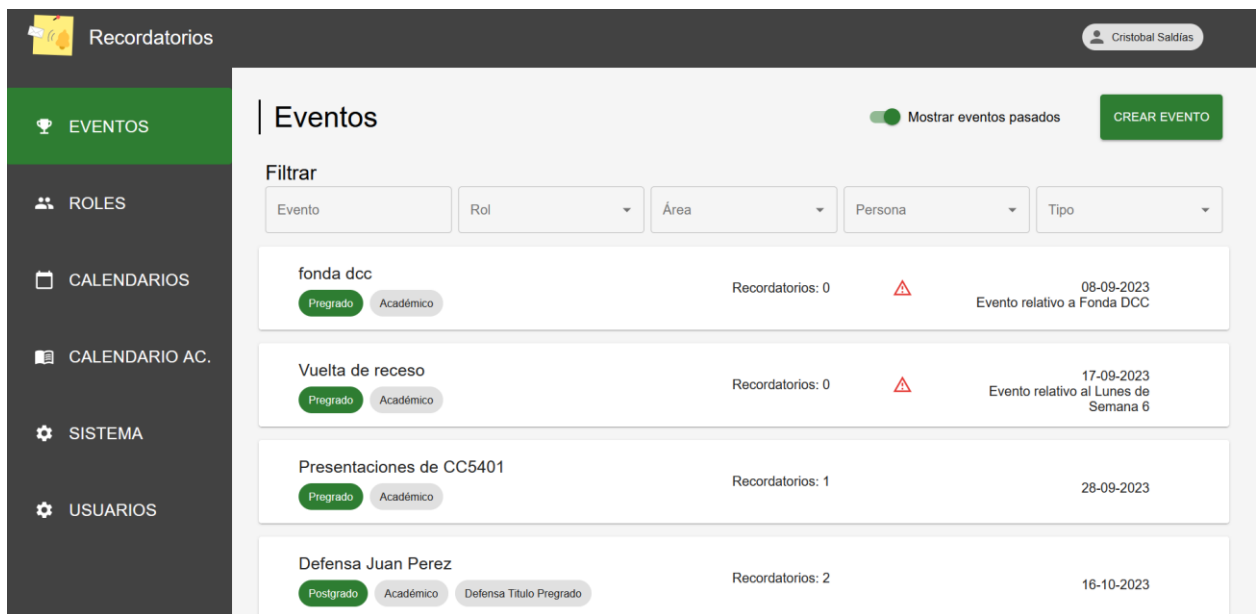 Recordatorios
Cristobal Saldías
EVENTOS
ROLES
CALENDARIOS
CALENDARIO AC.
SISTEMA
USUARIOS
Eventos
Mostrar eventos pasados
CREAR EVENTO
Filtrar
Evento
Rol
Área
Persona
Tipo
fonda dcc
Pregrado
Académico
Recordatorios: 0
08-09-2023
Evento relativo a Fonda DCC
Vuelta de receso
Pregrado
Académico
Recordatorios: 0
17-09-2023
Evento relativo al Lunes de
Semana 6
Presentaciones de CC5401
Pregrado
Académico
Recordatorios: 1
28-09-2023
Defensa Juan Perez
Postgrado
Académico
Defensa Titulo Pregrado
Recordatorios: 2
16-10-2023